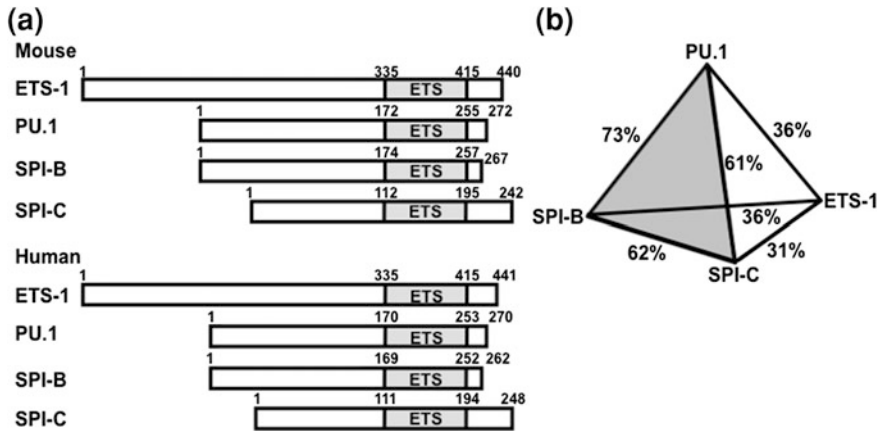 (a)
Mouse
1 335 415 440
ETS-1 ETS
1 172 255 272
PU.1 ETS
1 174 257 267
SPI-B ETS
1 112 195 242
SPI-C ETS
Human
1 335 415 441
ETS-1 ETS
1 170 253 270
PU.1 ETS
1 169 252 262
SPI-B ETS
1 111 194 248
SPI-C ETS
(b)
PU.1
73% 36%
61%
SPI-B ETS-1
36%
62% 31%
SPI-C